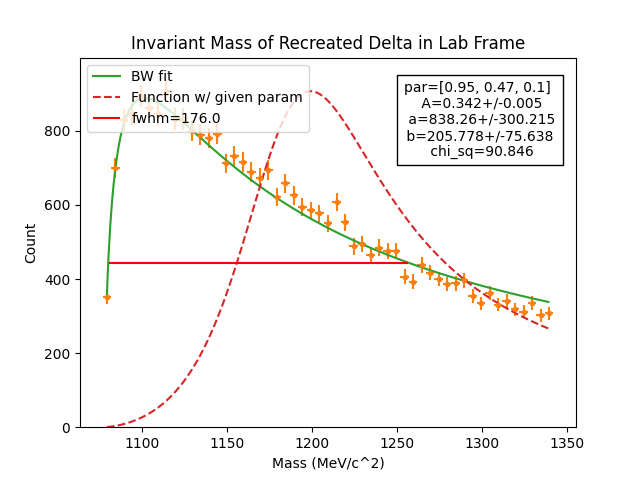 Invariant Mass of Recreated Delta in Lab Frame
BW fit
Function w/ given param
fwhm=176.0
par=[0.95, 0.47, 0.1]
A=0.342+/-0.005
a=838.26+/-300.215
b=205.778+/-75.638
chi_sq=90.846
Count
800
600
400
200
0
1100 1150 1200 1250 1300 1350
Mass (MeV/c^2)